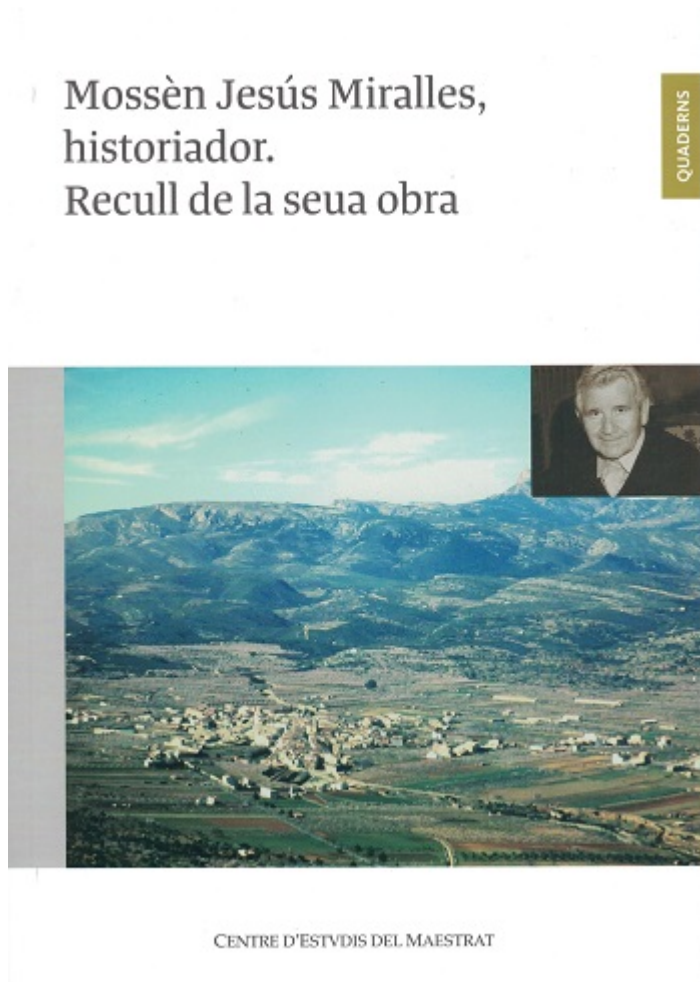 Mossèn Jesús Miralles,
historiador.
Recull de la seua obra
QUADERNS
CENTRE D'ESTVDIS DEL MAESTRAT